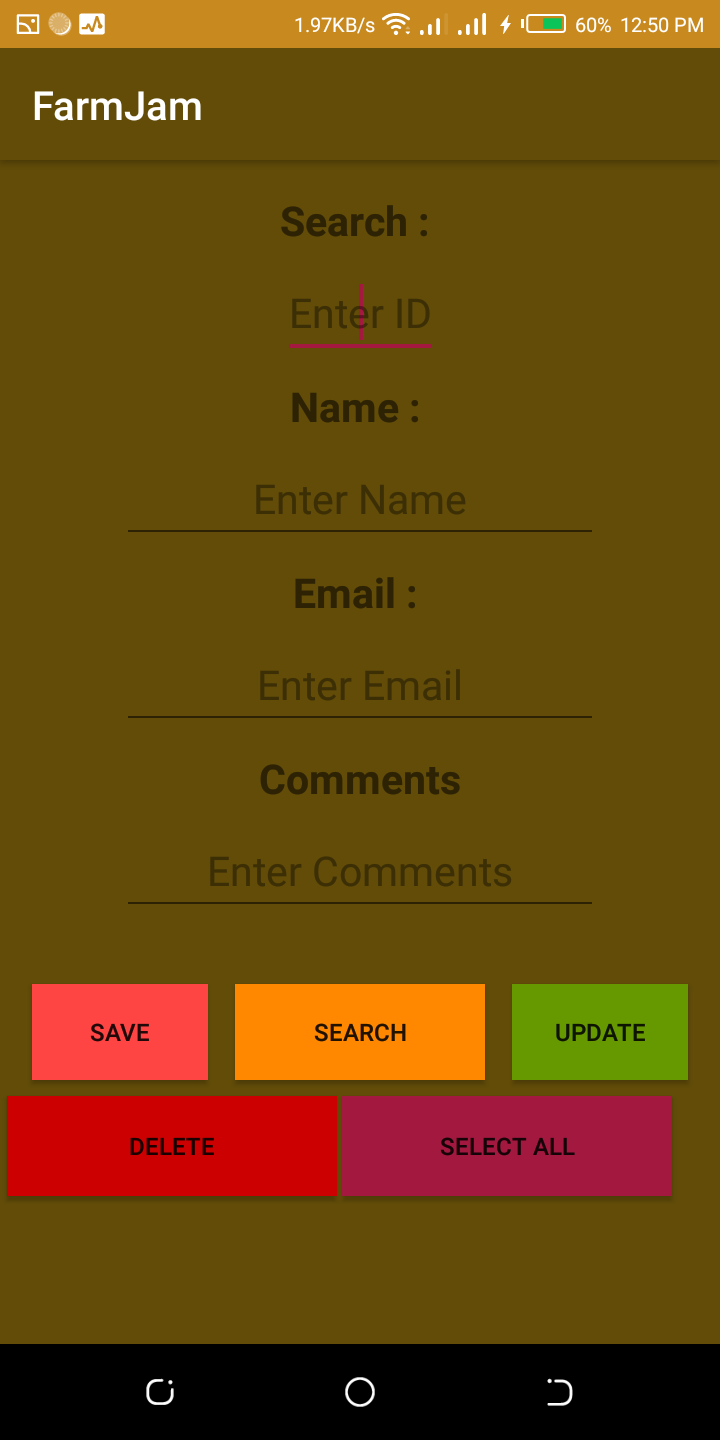 1.97KB/s 60% 12:50 PM
FarmJam
Search :
Enter ID
Name :
Enter Name
Email :
Enter Email
Comments
Enter Comments
SAVE SEARCH UPDATE
DELETE SELECT ALL